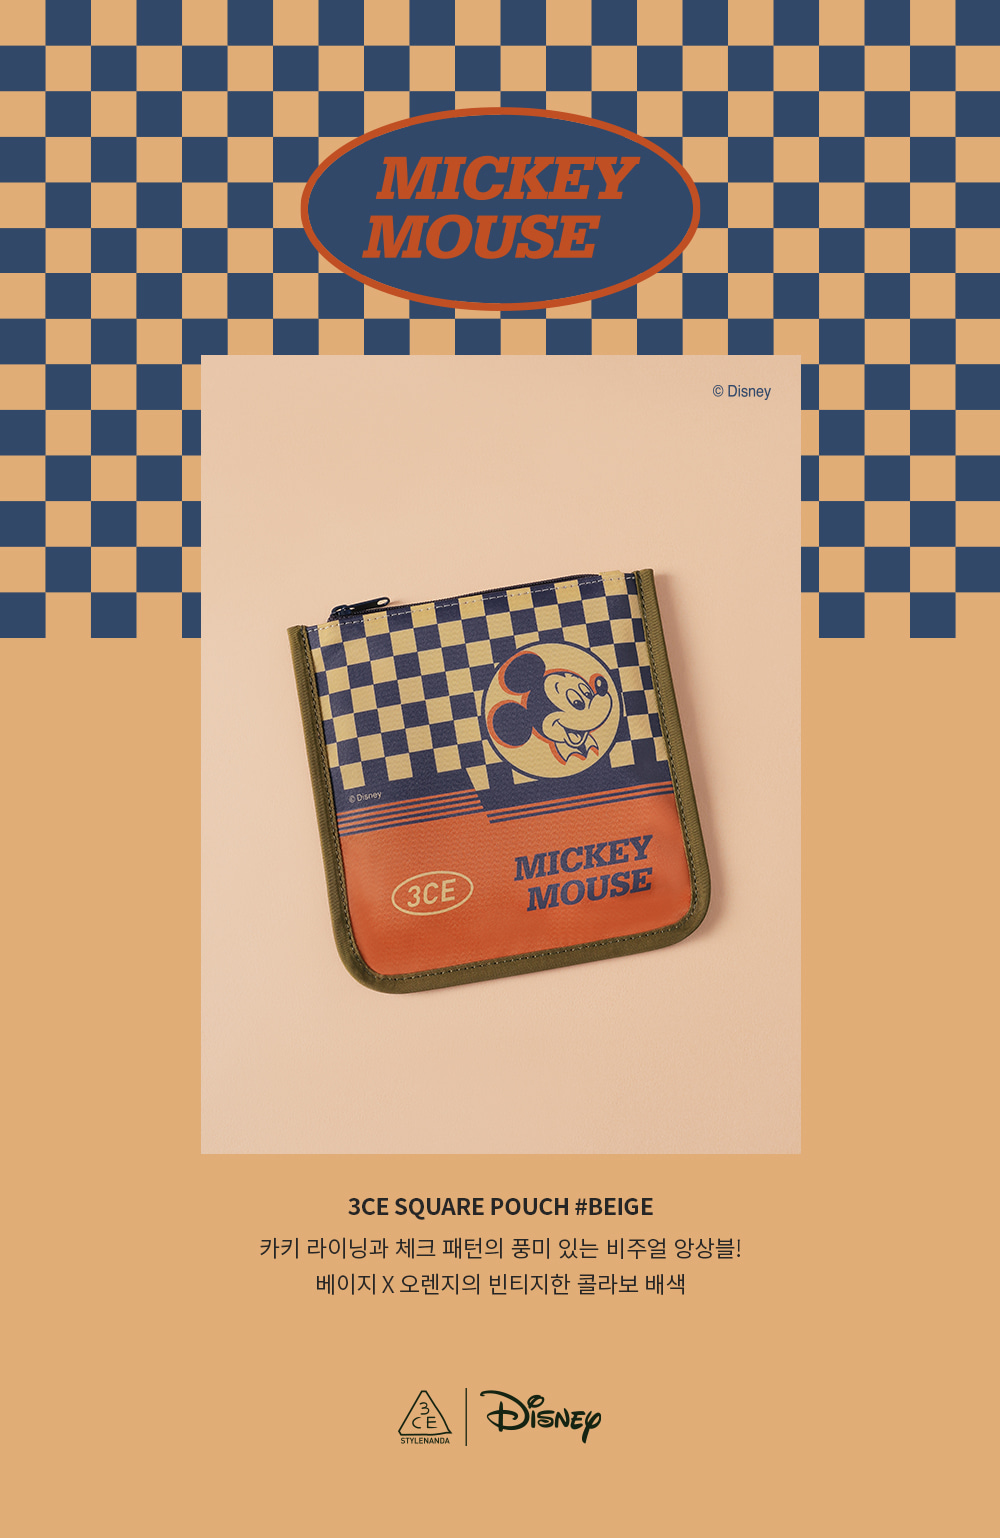 MICKEY
MOUSE
© Disney
© Disney
3CE
MICKEY
MOUSE
3CE SQUARE POUCH #BEIGE
카키 라이닝과 체크 패턴의 풍미 있는 비주얼 앙상블!
베이지 X 오렌지의 빈티지한 콜라보 배색
3
CE
STYLENANDA
Disney